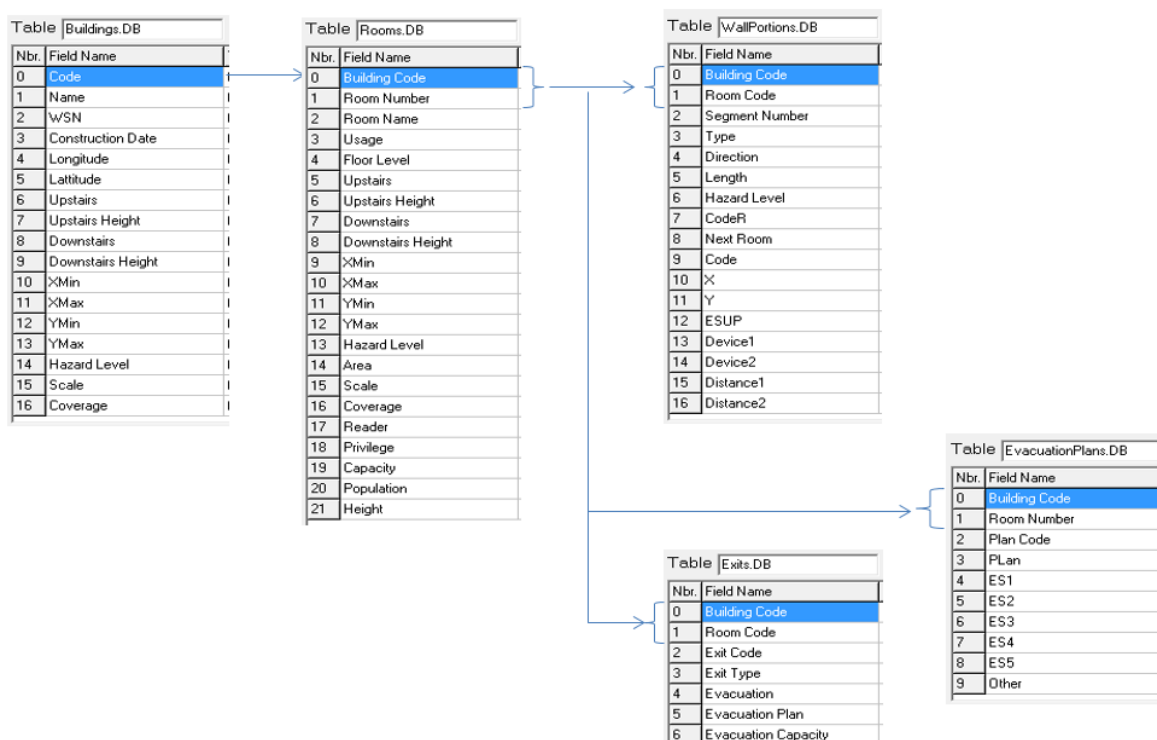 Table Buildings.DB
Nbr. Field Name
0 Code
1 Name
2 WSN
3 Construction Date
4 Longitude
5 Lattitude
6 Upstairs
7 Upstairs Height
8 Downstairs
9 Downstairs Height
10 XMin
11 XMax
12 YMin
13 YMax
14 Hazard Level
15 Scale
16 Coverage
Table Rooms.DB
Nbr. Field Name
0 Building Code
1 Room Number
2 Room Name
3 Usage
4 Floor Level
5 Upstairs
6 Upstairs Height
7 Downstairs
8 Downstairs Height
9 XMin
10 XMax
11 YMin
12 YMax
13 Hazard Level
14 Area
15 Scale
16 Coverage
17 Reader
18 Privilege
19 Capacity
20 Population
21 Height
Table WallPortions.DB
Nbr. Field Name
0 Building Code
1 Room Code
2 Segment Number
3 Type
4 Direction
5 Length
6 Hazard Level
7 CodeR
8 Next Room
9 Code
10 X
11 Y
12 ESUP
13 Device1
14 Device2
15 Distance1
16 Distance2
Table EvacuationPlans.DB
Nbr. Field Name
0 Building Code
1 Room Number
2 Plan Code
3 PLan
4 ES1
5 ES2
6 ES3
7 ES4
8 ES5
9 Other
Table Exits.DB
Nbr. Field Name
0 Building Code
1 Room Code
2 Exit Code
3 Exit Type
4 Evacuation
5 Evacuation Plan
6 Evacuation Capacity